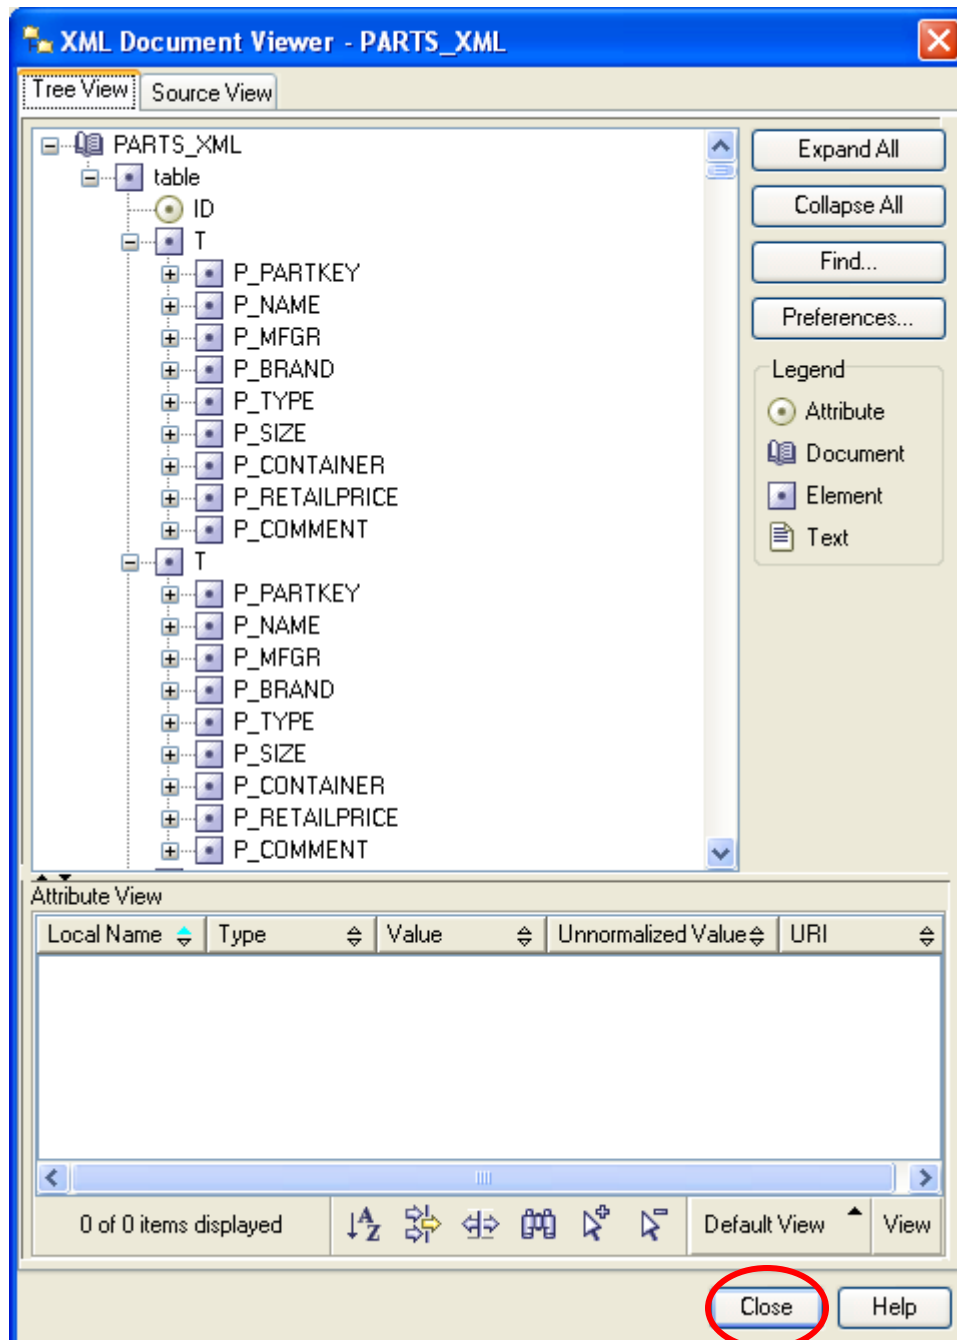 XML Document Viewer - PARTS_XML
Tree View Source View
PARTS_XML
table
ID
T
P_PARTKEY
P_NAME
P_MFGR
P_BRAND
P_TYPE
P_SIZE
P_CONTAINER
P_RETAILPRICE
P_COMMENT
T
P_PARTKEY
P_NAME
P_MFGR
P_BRAND
P_TYPE
P_SIZE
P_CONTAINER
P_RETAILPRICE
P_COMMENT
Expand All
Collapse All
Find...
Preferences...
Legend
Attribute
Document
Element
Text
Attribute View
Local Name Type Value Unnormalized Value URI
0 of 0 items displayed Default View View
Close Help